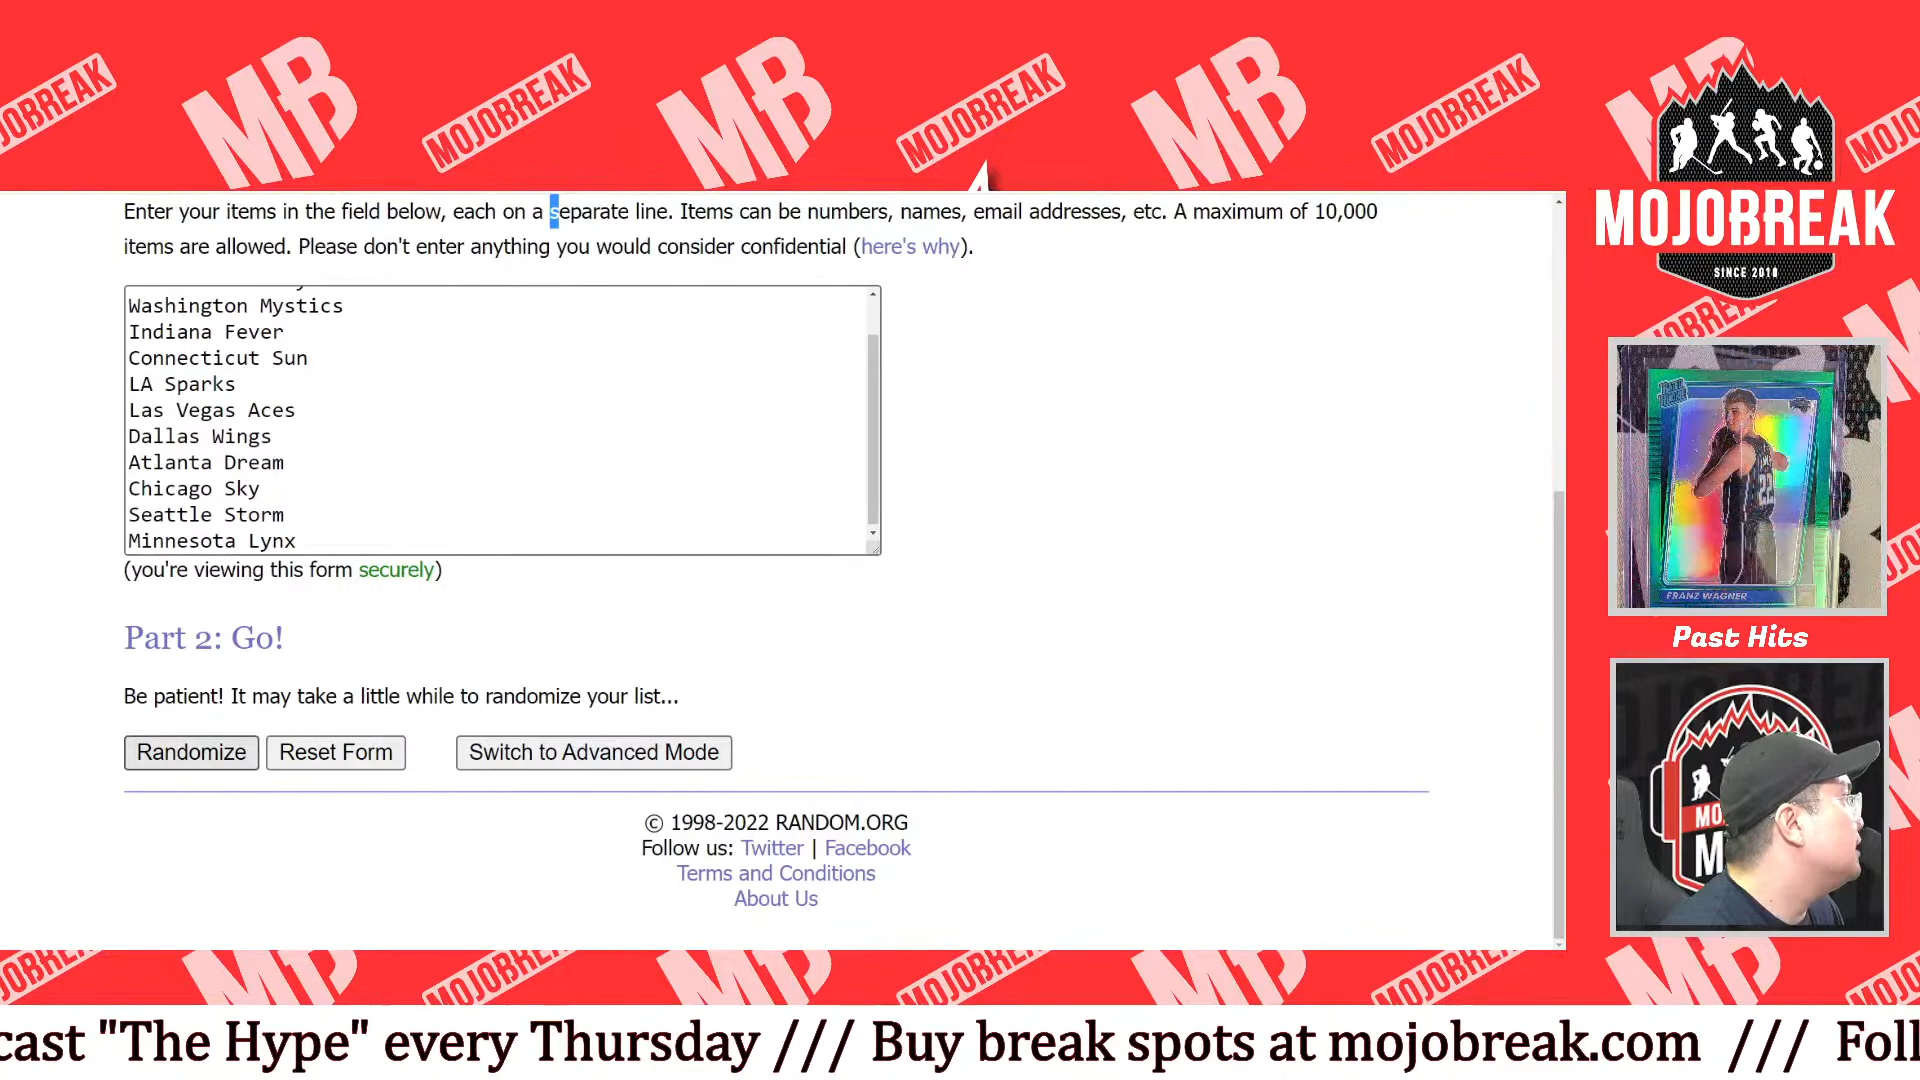 MOJOBREAK
MB
MOJOBREAK
MB
MOJOBREAK
MB
MOJOBREAK
MOJOBREAK
SINCE 2018
Enter your items in the field below, each on a separate line. Items can be numbers, names, email addresses, etc. A maximum of 10,000
items are allowed. Please don't enter anything you would consider confidential (here's why).
Washington Mystics
Indiana Fever
Connecticut Sun
LA Sparks
Las Vegas Aces
Dallas Wings
Atlanta Dream
Chicago Sky
Seattle Storm
Minnesota Lynx
(you're viewing this form securely)
FRANZ WAGNER
Past Hits
Part 2: Go!
Be patient! It may take a little while to randomize your list...
Randomize Reset Form Switch to Advanced Mode
© 1998-2022 RANDOM.ORG
Follow us: Twitter | Facebook
Terms and Conditions
About Us
cast "The Hype" every Thursday /// Buy break spots at mojobreak.com /// Foll